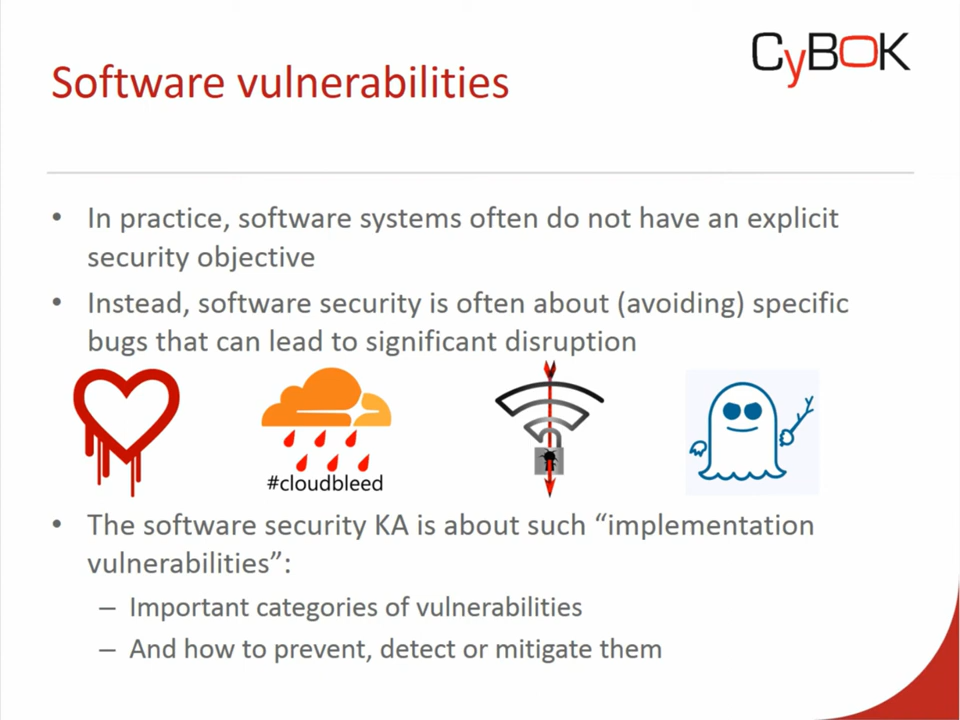 CyBOK
Software vulnerabilities
• In practice, software systems often do not have an explicit
security objective
• Instead, software security is often about (avoiding) specific
bugs that can lead to significant disruption
#cloudbleed
• The software security KA is about such “implementation
vulnerabilities”:
– Important categories of vulnerabilities
– And how to prevent, detect or mitigate them